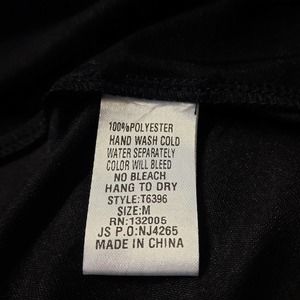 100%POLYESTER
HAND WASH COLD
WATER SEPARATELY
COLOR WILL BLEED
NO BLEACH
HANG TO DRY
STYLE:T6396
SIZE:M
RN:132005
JS P.O:NJ4265
MADE IN CHINA